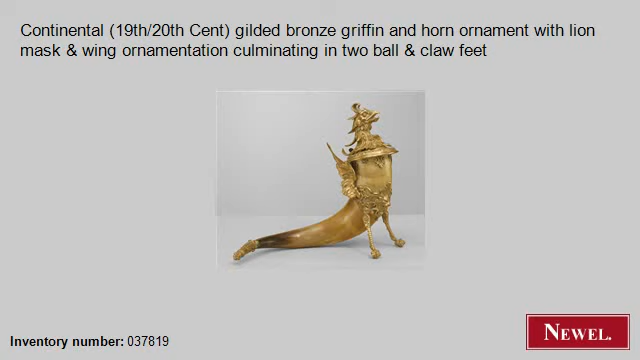 Continental (19th/20th Cent) gilded bronze griffin and horn ornament with lion
mask & wing ornamentation culminating in two ball & claw feet
Inventory number: 037819
NEWEL.